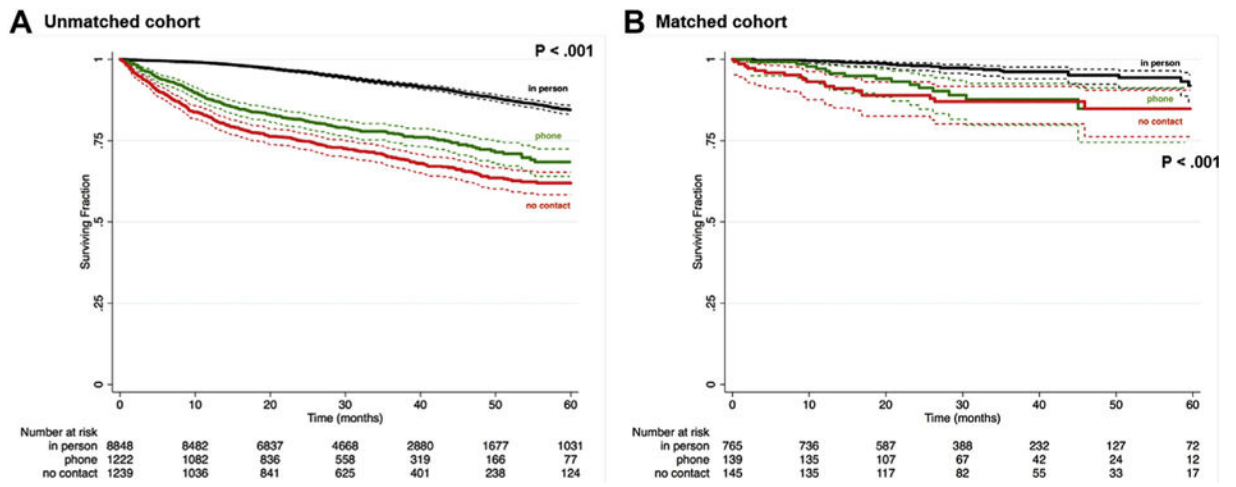 A Unmatched cohort
P < .001
in person
phone
no contact
Surviving Fraction
1
.75
.5
.25
0
0 10 20 30 40 50 60
Time (months)
Number at risk
in person 8848 8482 6837 4668 2880 1677 1031
phone 1222 1082 836 558 319 166 77
no contact 1239 1036 841 625 401 238 124
B Matched cohort
in person
phone
no contact
P < .001
Surviving Fraction
1
.75
.5
.25
0
0 10 20 30 40 50 60
Time (months)
Number at risk
in person 765 736 587 388 232 127 72
phone 139 135 107 67 42 24 12
no contact 145 135 117 82 55 33 17